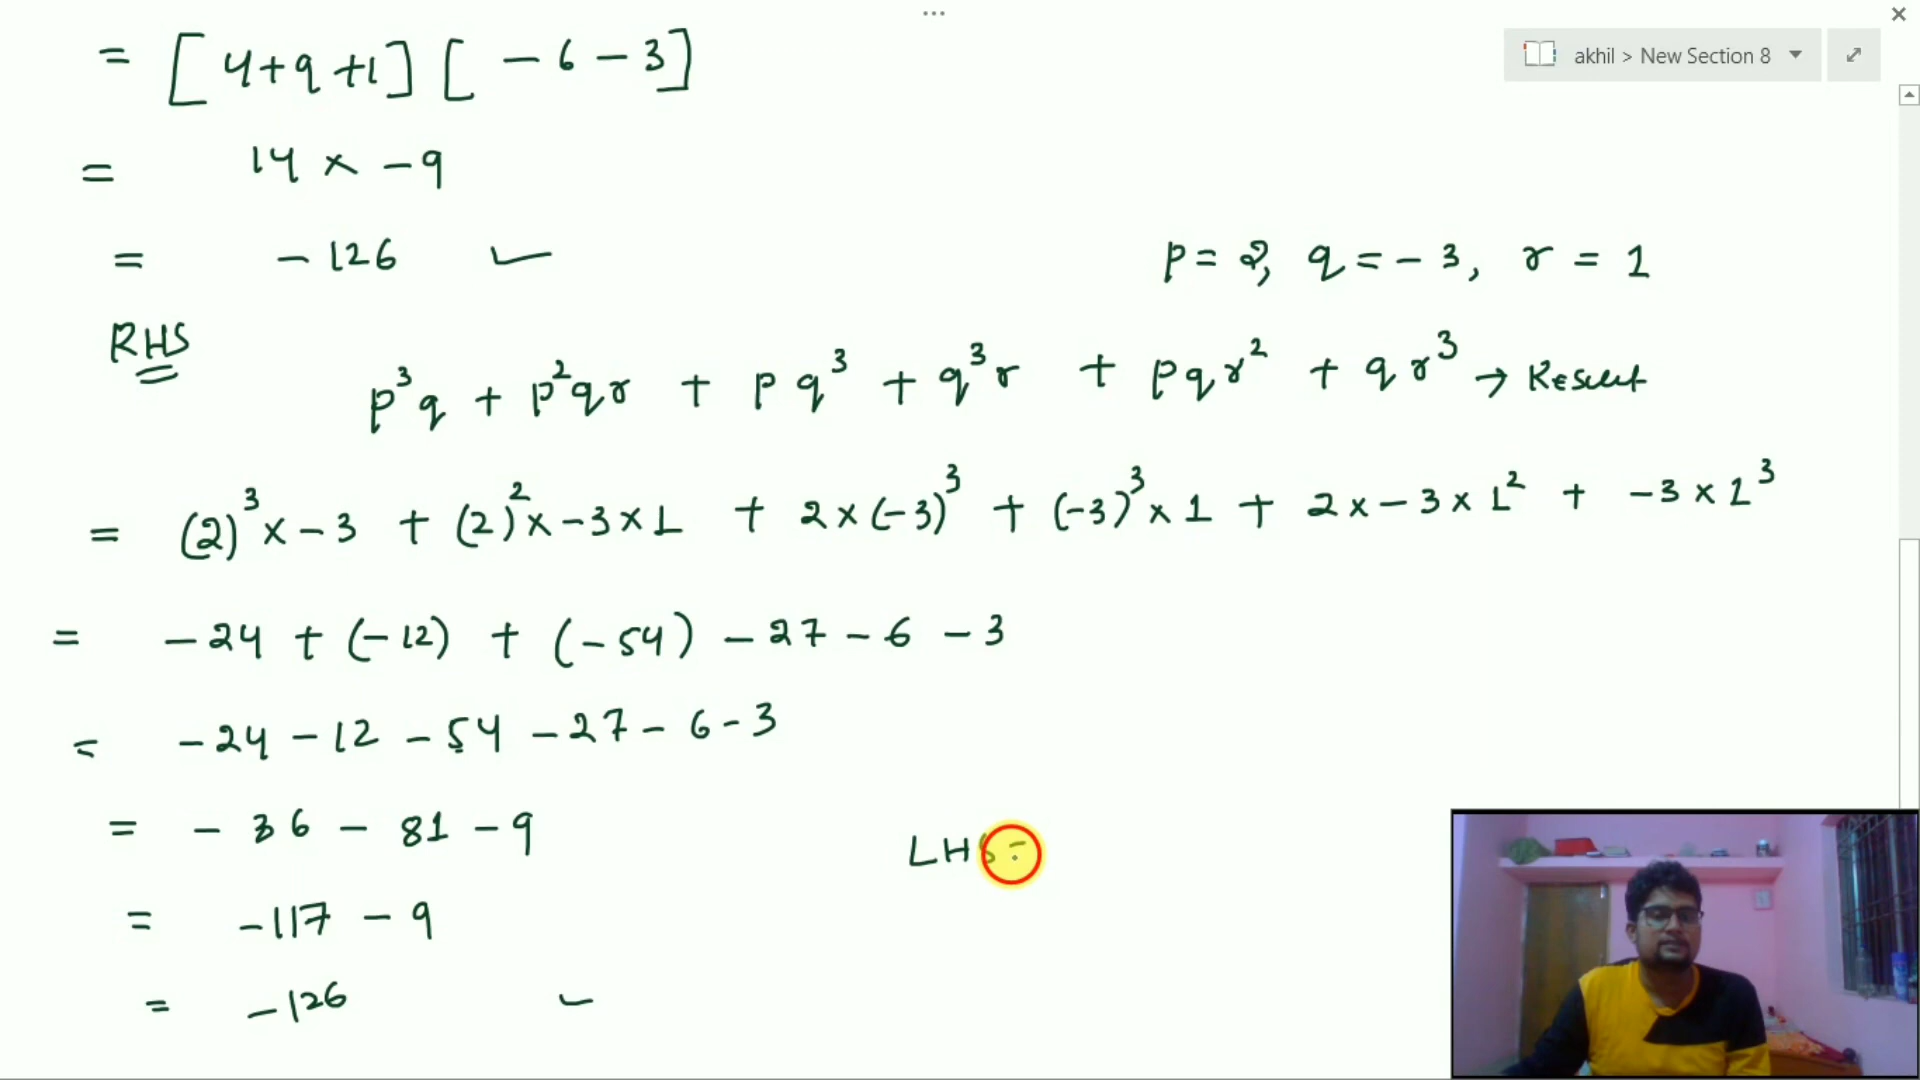 akhil > New Section 8
= [4+9+1] [-6-3]
= 14 × -9
= -126 ✓
p = 2, q = -3, r = 1
RHS
p³q + p²qr + pq³ + q³r + pqr² + qr³ → Result
= (2)³ × -3 + (2)² × -3 × 1 + 2 × (-3)³ + (-3)³ × 1 + 2 × -3 × 1² + -3 × 1³
= -24 + (-12) + (-54) - 27 - 6 - 3
= -24 - 12 - 54 - 27 - 6 - 3
= -36 - 81 - 9
LHS =
= -117 - 9
= -126 ✓